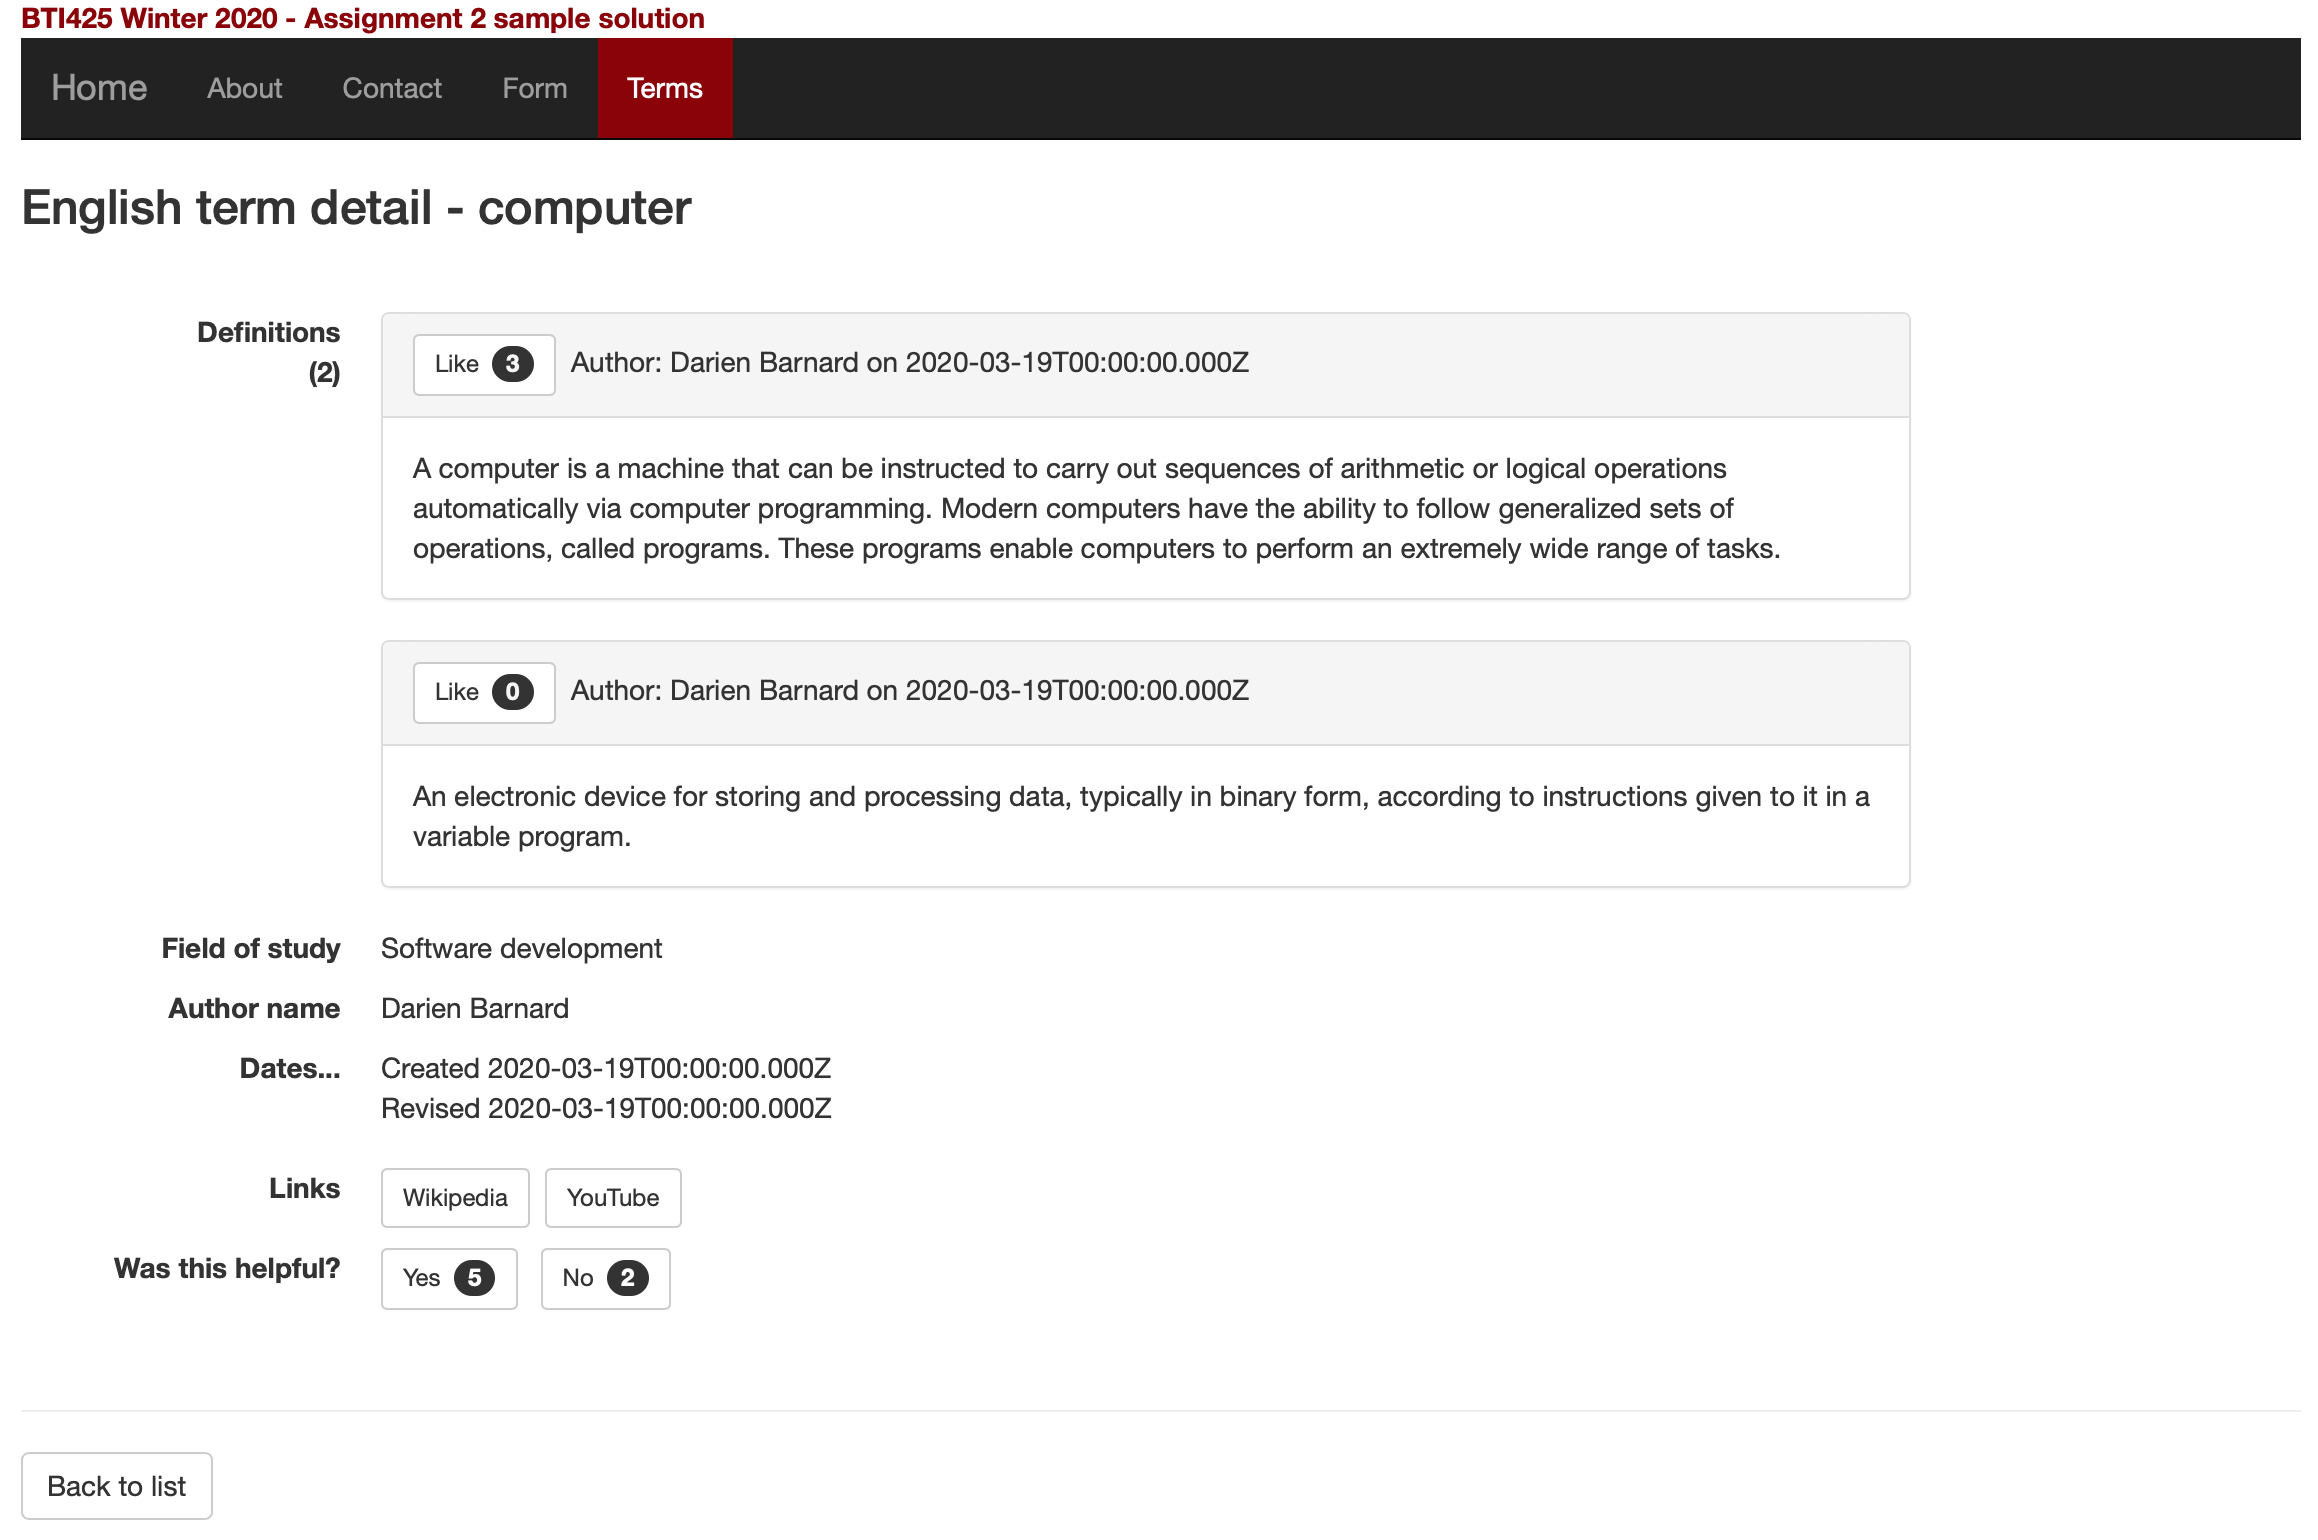 BTI425 Winter 2020 - Assignment 2 sample solution
Home About Contact Form Terms
English term detail - computer
Definitions
(2)
Like 3 Author: Darien Barnard on 2020-03-19T00:00:00.000Z
A computer is a machine that can be instructed to carry out sequences of arithmetic or logical operations
automatically via computer programming. Modern computers have the ability to follow generalized sets of
operations, called programs. These programs enable computers to perform an extremely wide range of tasks.
Like 0 Author: Darien Barnard on 2020-03-19T00:00:00.000Z
An electronic device for storing and processing data, typically in binary form, according to instructions given to it in a
variable program.
Field of study Software development
Author name Darien Barnard
Dates... Created 2020-03-19T00:00:00.000Z
Revised 2020-03-19T00:00:00.000Z
Links Wikipedia YouTube
Was this helpful? Yes 5 No 2
Back to list